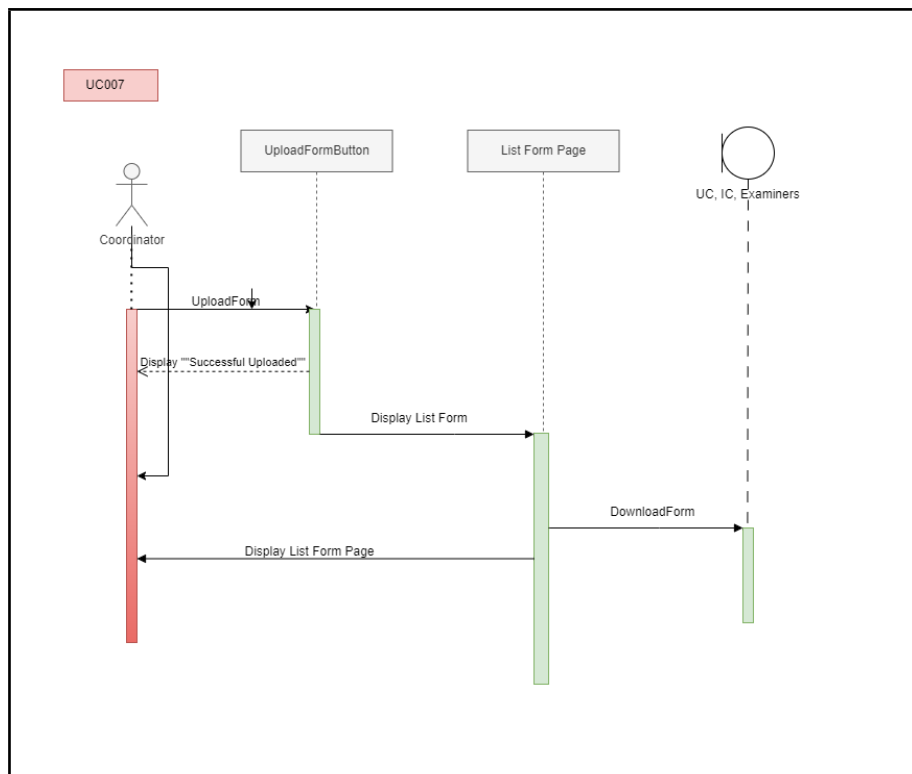 UC007
UploadFormButton
List Form Page
UC, IC, Examiners
Coordinator
UploadForm
Display ""Successful Uploaded""
Display List Form
DownloadForm
Display List Form Page